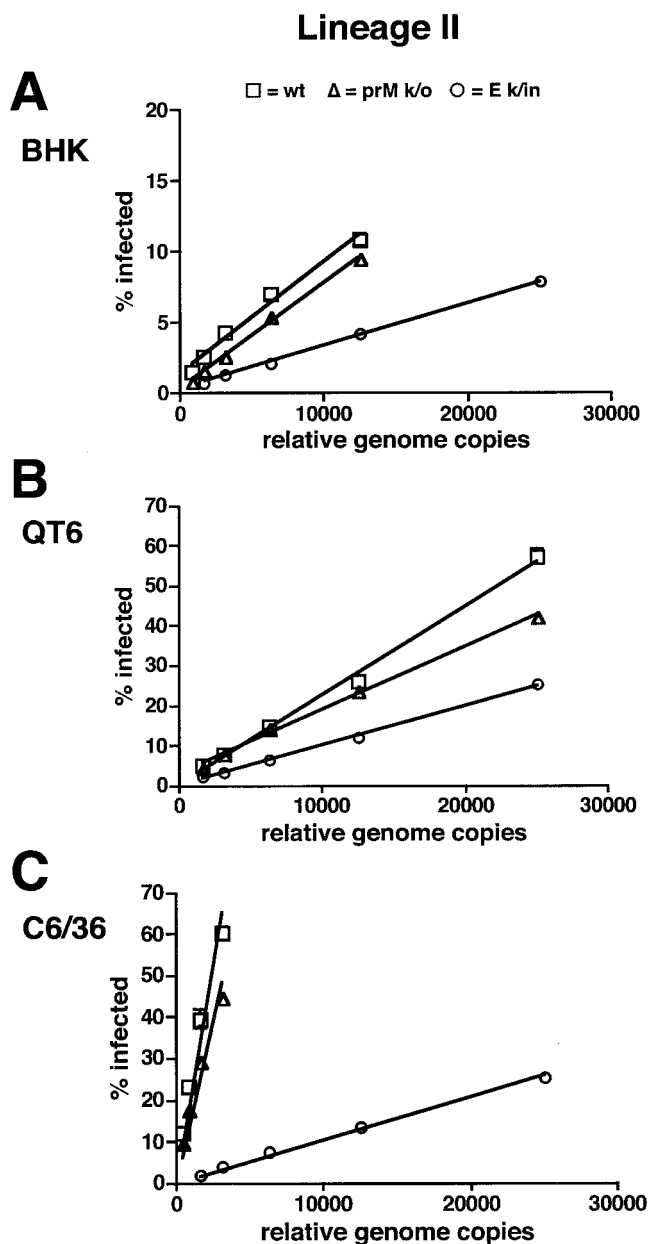 Lineage II
A
□ = wt Δ = prM k/o ○ = E k/in
BHK
20
15
10
5
0
% infected
0 10000 20000 30000
relative genome copies
B
QT6
70
60
50
40
30
20
10
0
% infected
0 10000 20000 30000
relative genome copies
C
C6/36
70
60
50
40
30
20
10
0
% infected
0 10000 20000 30000
relative genome copies